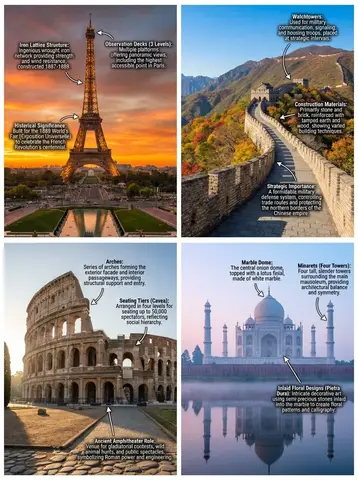 Iron Lattice Structure:
Ingenious wrought iron
network providing strength
and wind resistance,
constructed 1887-1889.
Observation Decks (3 Levels):
Multiple platforms
offering panoramic views,
including the highest
accessible point in Paris.
Historical Significance:
Built for the 1889 World's
Fair (Exposition Universelle)
to celebrate the French
Revolution's centennial.
Watchtowers:
Used for military
communication, signaling,
and housing troops, placed
at strategic intervals.
Construction Materials:
Primarily stone and
brick, reinforced with
tamped earth and
wood, showing various
building techniques.
Strategic Importance:
A formidable military
defense system, controlling
trade routes and protecting
the northern borders of the
Chinese empire.
Arches:
Series of arches forming the
exterior facade and interior
passageways, providing
structural support and entry.
Seating Tiers (Cavea):
Arranged in four levels for
seating up to 50,000
spectators, reflecting
social hierarchy.
Ancient Amphitheater Role:
Venue for gladiatorial contests, wild
animal hunts, and public spectacles,
symbolizing Roman power and engineering.
Marble Dome:
The central onion dome,
topped with a lotus finial,
made of white marble.
Minarets (Four Towers):
Four tall, slender towers
surrounding the main
mausoleum, providing
architectural balance
and symmetry.
Inlaid Floral Designs (Pietra
Dura): Intricate decorative art
using semi-precious stones inlaid
into the marble to create floral
patterns and calligraphy.